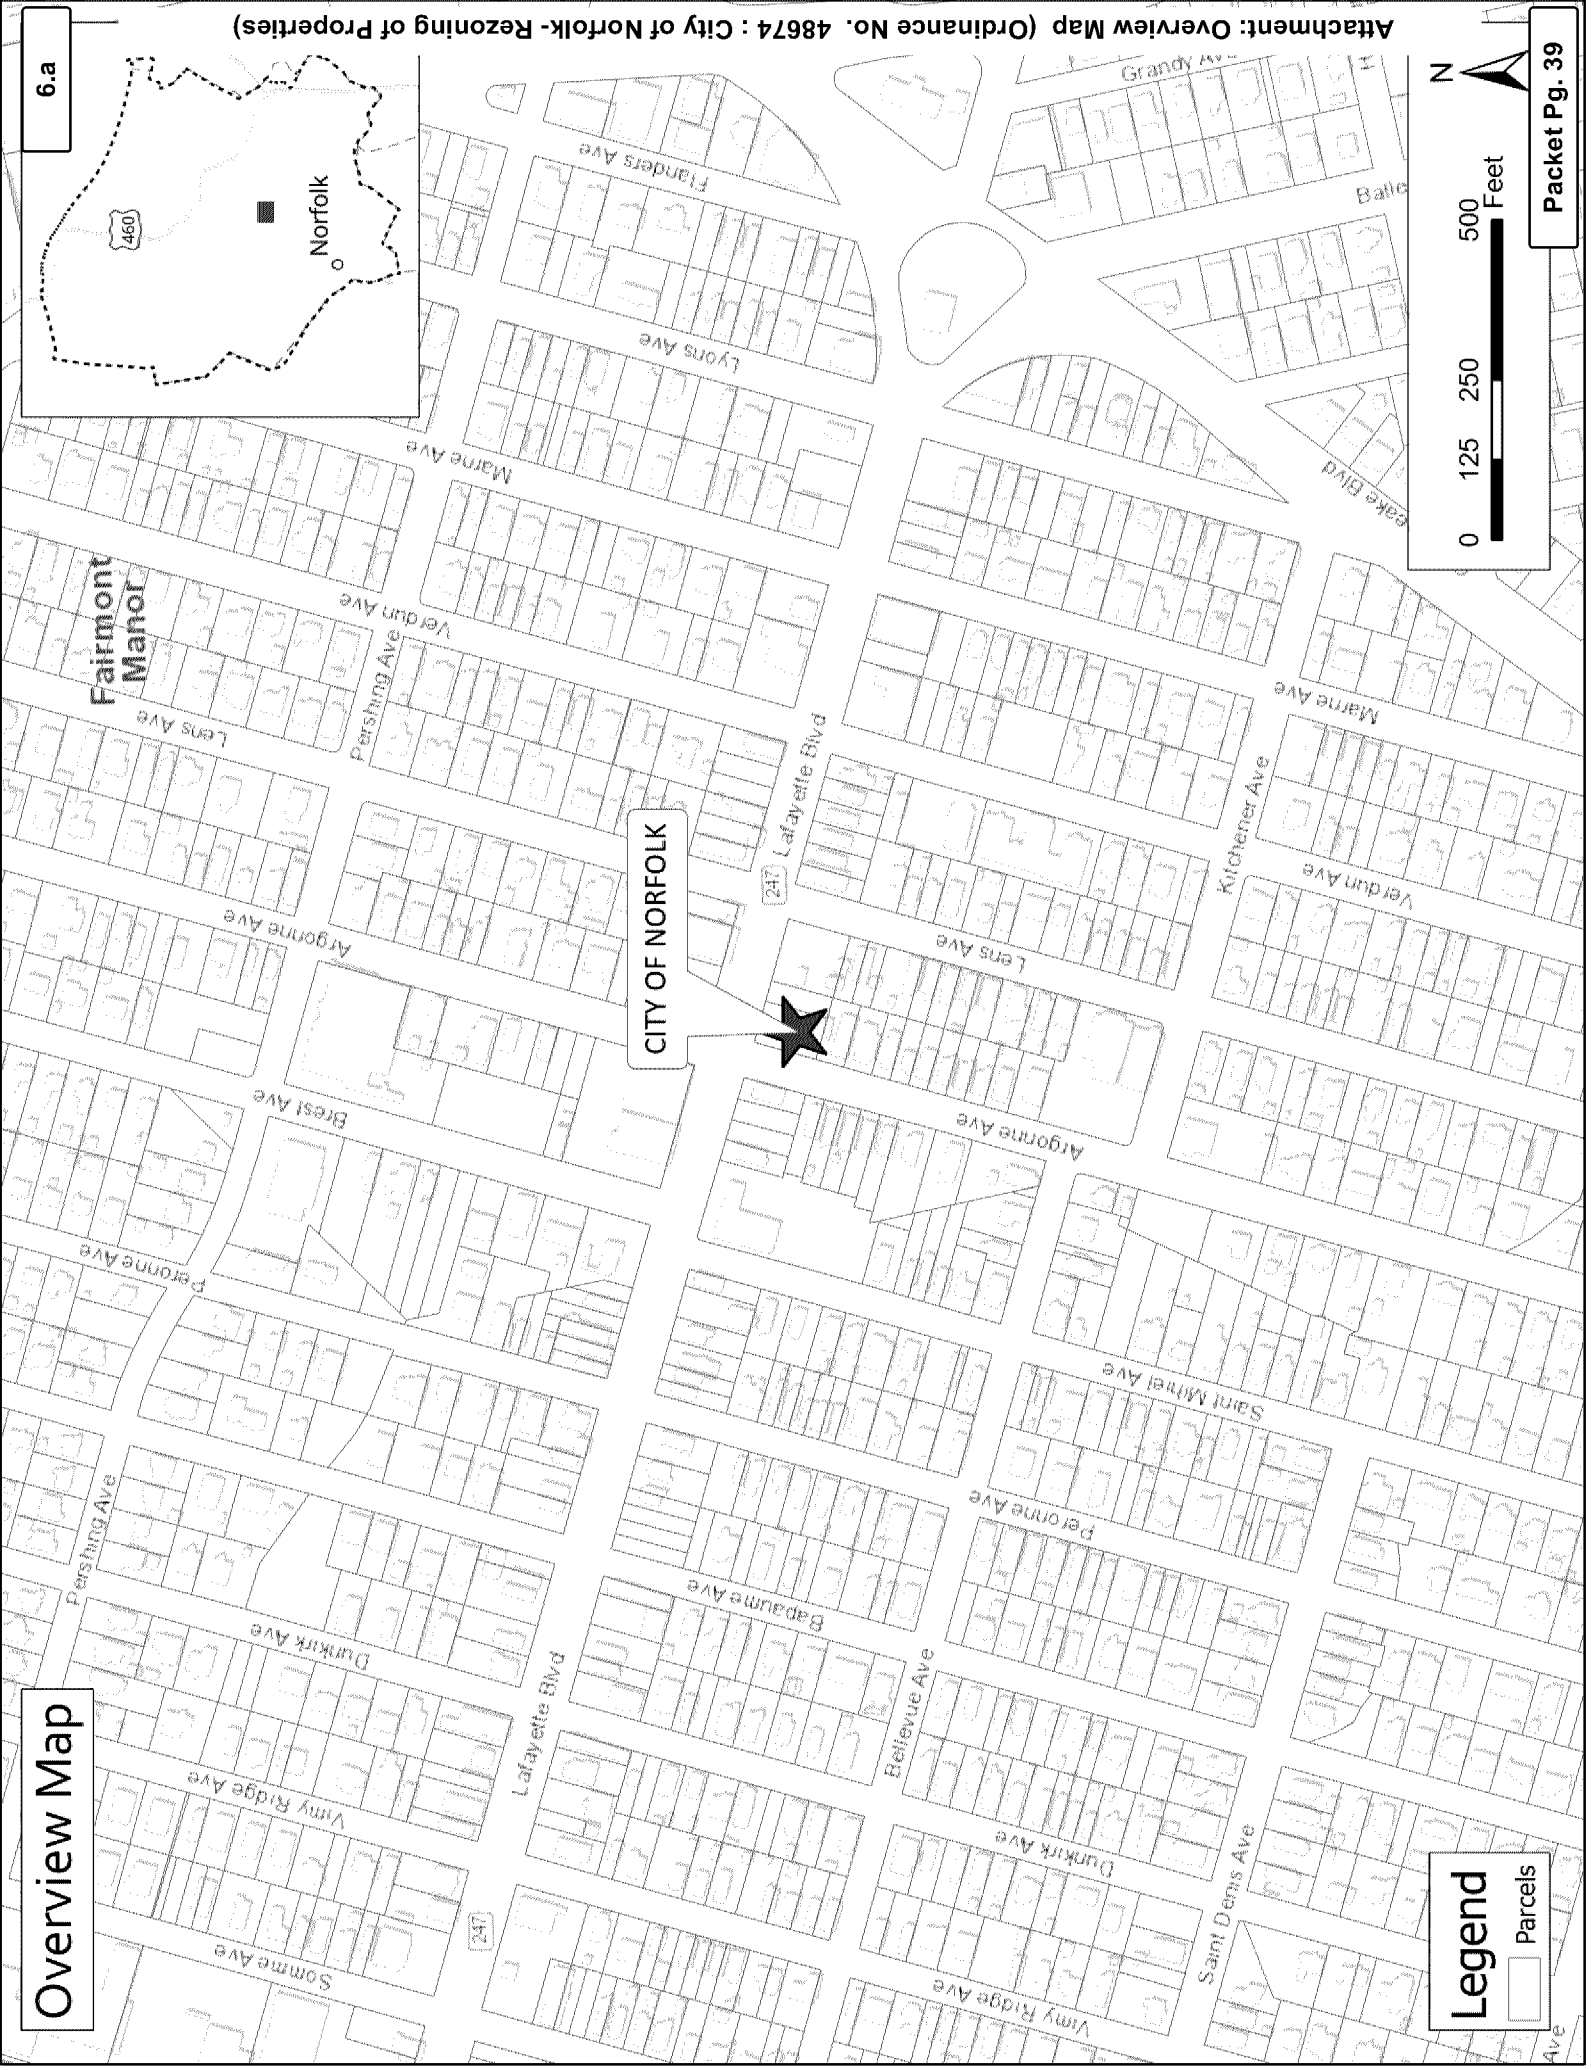 Overview Map
6.a
Attachment: Overview Map (Ordinance No. 48674 : City of Norfolk - Rezoning of Properties)
460
Norfolk
Fairmont
Manor
Somme Ave
Vimy Ridge Ave
Dunkirk Ave
Pershing Ave
Peronne Ave
Brest Ave
Argonne Ave
Lens Ave
Pershing Ave
Verdun Ave
Marne Ave
Lyons Ave
Flanders Ave
247
Lafayette Blvd
CITY OF NORFOLK
247
Lafayette Blvd
Bapaume Ave
Bellevue Ave
Peronne Ave
Saint Mihiel Ave
Argonne Ave
Lens Ave
Kitchener Ave
Verdun Ave
Marne Ave
Grandy Ave
Vimy Ridge Ave
Dunkirk Ave
Saint Denis Ave
Ave
Legend
Parcels
N
0 125 250 500
Feet
Packet Pg. 39